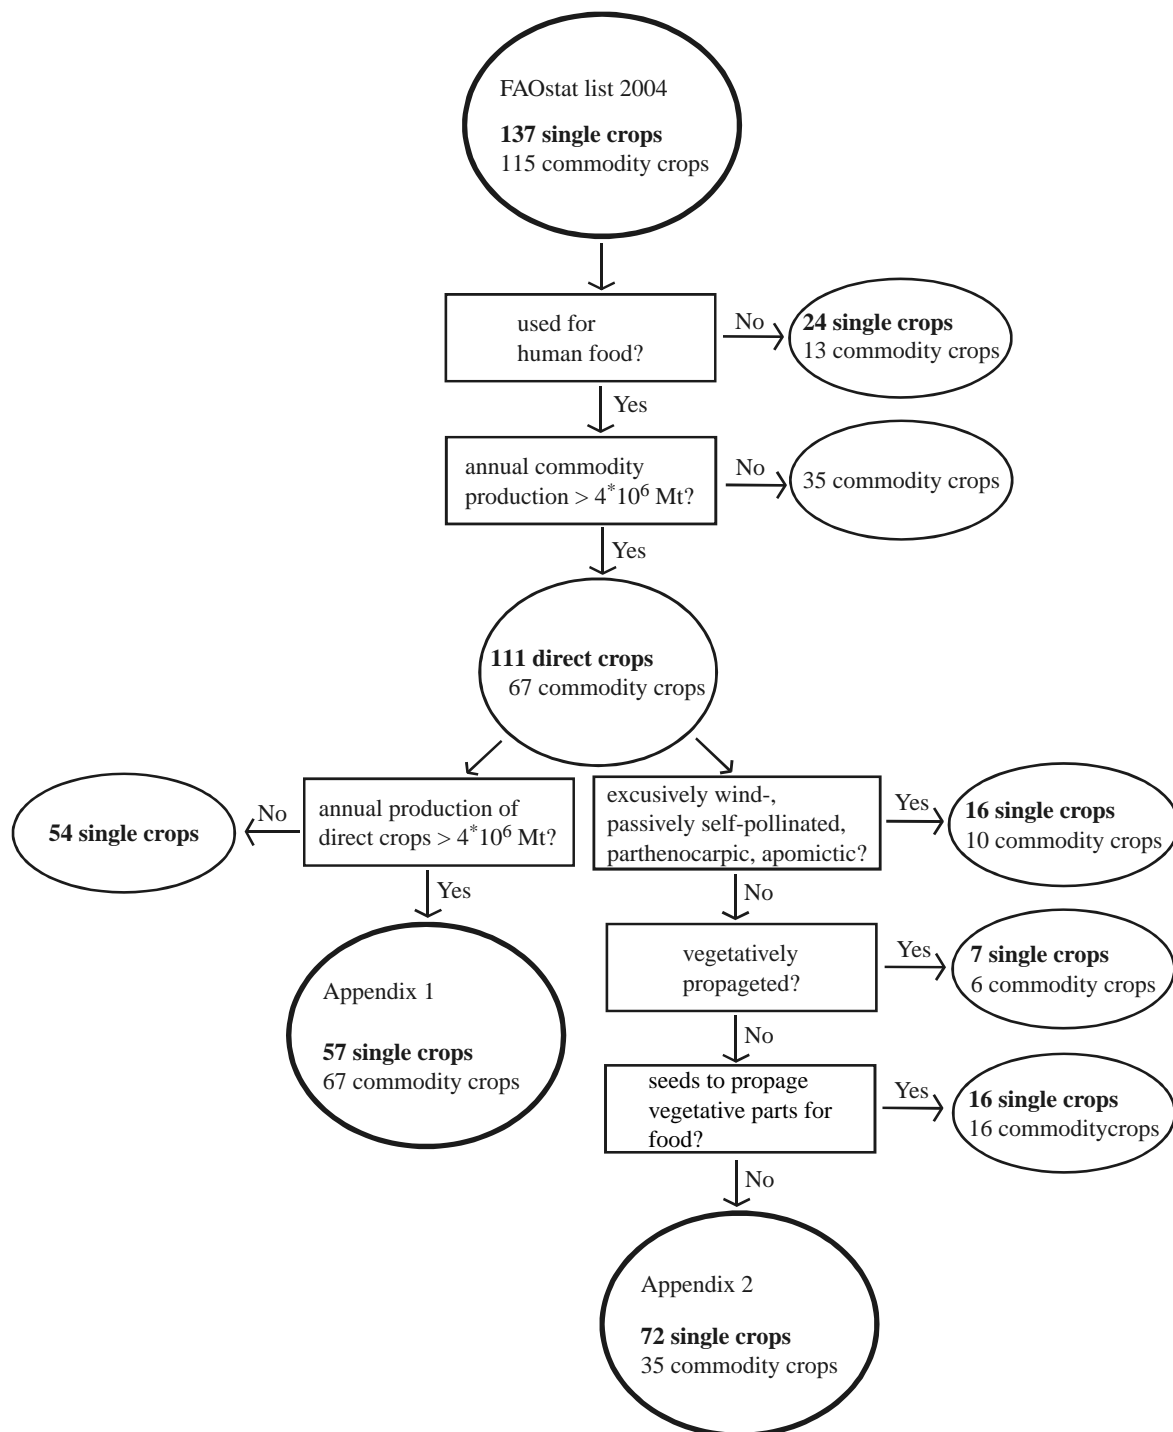 FAOstat list 2004
137 single crops
115 commodity crops
used for
human food?
No
24 single crops
13 commodity crops
Yes
annual commodity
production > 4*10⁶ Mt?
No
35 commodity crops
Yes
111 direct crops
67 commodity crops
54 single crops
No
annual production of
direct crops > 4*10⁶ Mt?
Yes
Appendix 1
57 single crops
67 commodity crops
excusively wind-,
passively self-pollinated,
parthenocarpic, apomictic?
Yes
16 single crops
10 commodity crops
No
vegetatively
propageted?
Yes
7 single crops
6 commodity crops
No
seeds to propage
vegetative parts for
food?
Yes
16 single crops
16 commoditycrops
No
Appendix 2
72 single crops
35 commodity crops